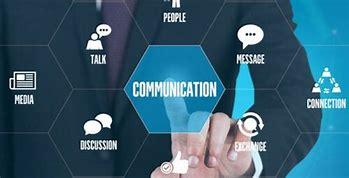 PEOPLE
TALK
MESSAGE
COMMUNICATION
MEDIA
CONNECTION
DISCUSSION
EXCHANGE